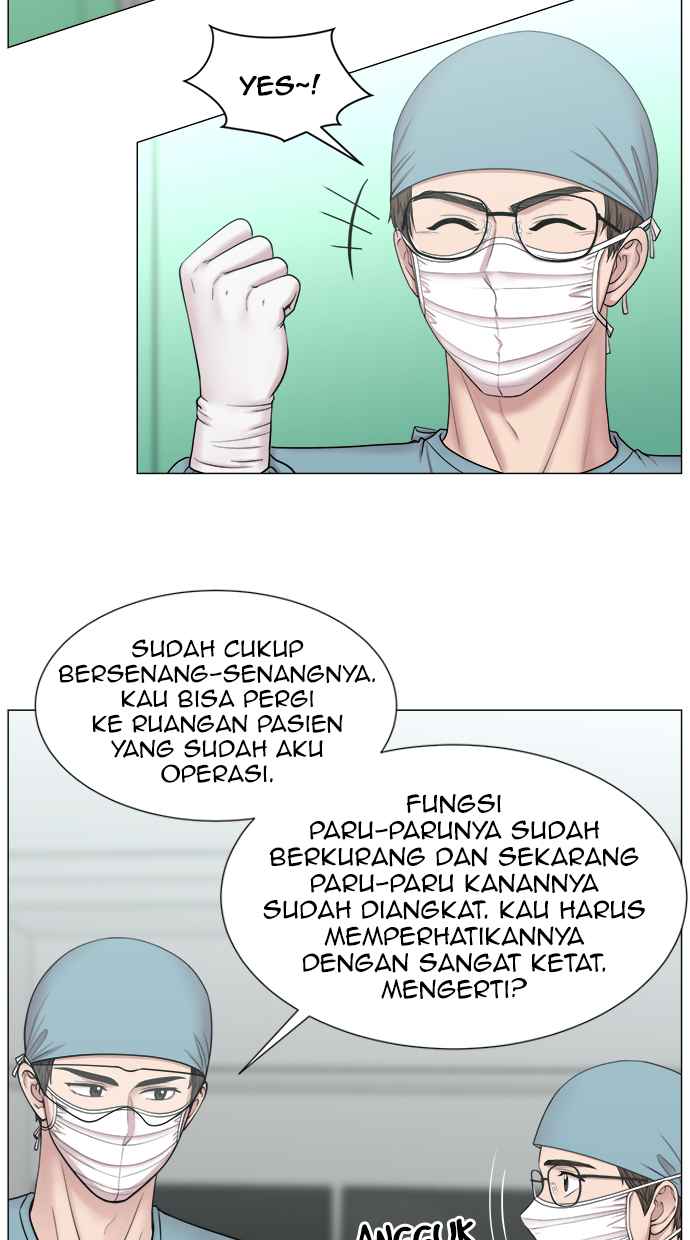 YES~!
SUDAH CUKUP
BERSENANG-SENANGNYA.
KAU BISA PERGI
KE RUANGAN PASIEN
YANG SUDAH AKU
OPERASI.
FUNGSI
PARU-PARUNYA SUDAH
BERKURANG DAN SEKARANG
PARU-PARU KANANNYA
SUDAH DIANGKAT. KAU HARUS
MEMPERHATIKANNYA
DENGAN SANGAT KETAT.
MENGERTI?
ANGGUK